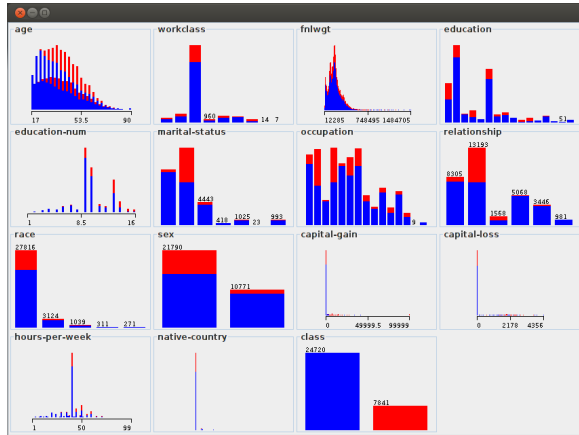 age
workclass
fnlwgt
education
960
14 7
51
17 53.5 90
12285 748495 1484705
education-num
marital-status
occupation
relationship
13193
8305
4443
5068
3446
1568
418 1025 23 993
9
981
1 8.5 16
race
sex
capital-gain
capital-loss
27816
21790
10771
3124
1039 311 271
0 49999.5 99999
0 2178 4356
hours-per-week
native-country
class
24720
7841
1 50 99